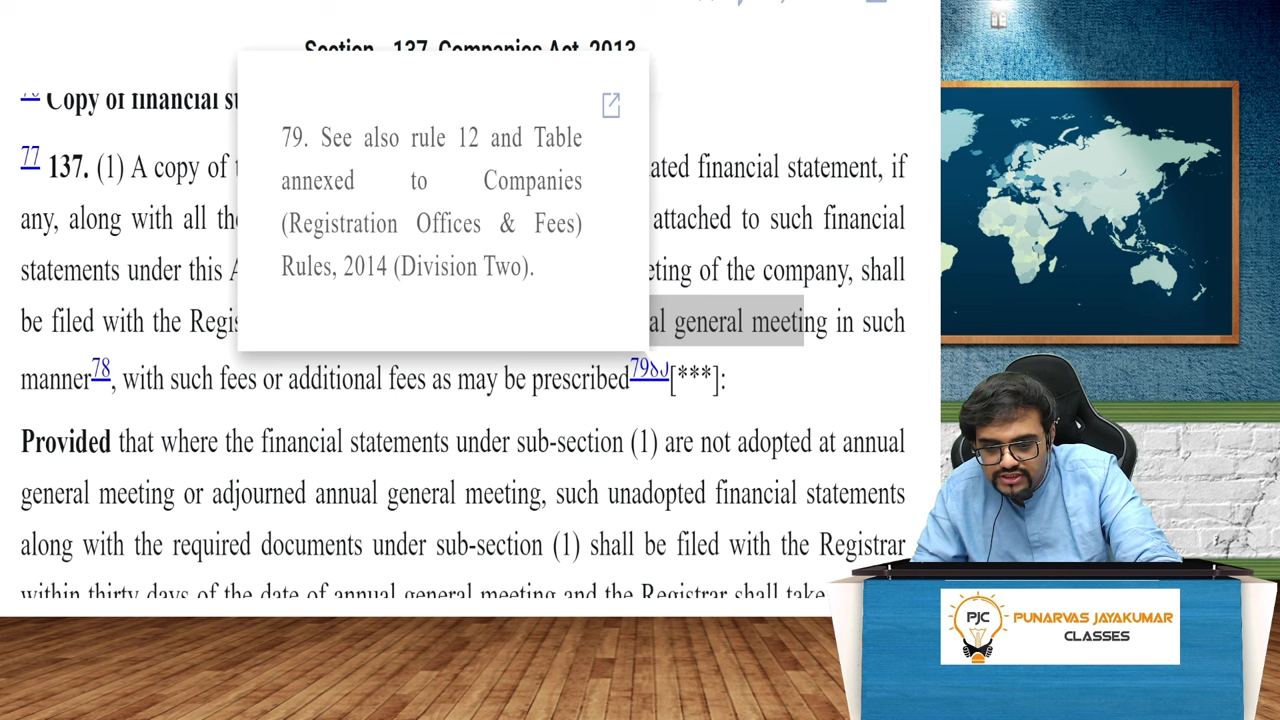 Section - 137, Companies Act, 2013
Copy of financial st
79. See also rule 12 and Table
annexed to Companies
(Registration Offices & Fees)
Rules, 2014 (Division Two).
77 137. (1) A copy of t ated financial statement, if
any, along with all the attached to such financial
statements under this A eting of the company, shall
be filed with the Regis al general meeting in such
manner78, with such fees or additional fees as may be prescribed79 [***]:
Provided that where the financial statements under sub-section (1) are not adopted at annual
general meeting or adjourned annual general meeting, such unadopted financial statements
along with the required documents under sub-section (1) shall be filed with the Registrar
within thirty days of the date of annual general meeting and the Registrar shall take
PJC
PUNARVAS JAYAKUMAR
CLASSES